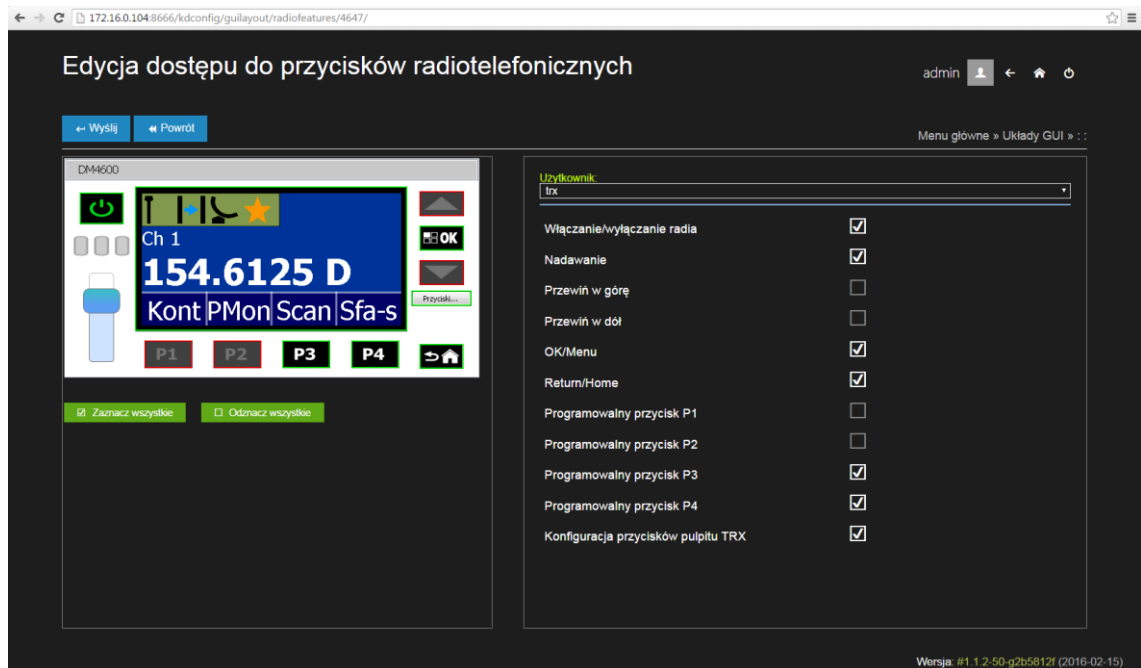 172.16.0.104:8666/kdconfig/guilayout/radiofeatures/4647/
Edycja dostępu do przycisków radiotelefonicznych
admin
Wyślij
Powrót
Menu główne » Układy GUI » : :
DM4600
Ch 1
154.6125 D
Kont PMon Scan Sfa-s
OK
Przyciski...
P1 P2 P3 P4
Zaznacz wszystkie
Odznacz wszystkie
Użytkownik:
trx
Włączanie/wyłączanie radia
Nadawanie
Przewiń w górę
Przewiń w dół
OK/Menu
Return/Home
Programowalny przycisk P1
Programowalny przycisk P2
Programowalny przycisk P3
Programowalny przycisk P4
Konfiguracja przycisków pulpitu TRX
Wersja: #1.1.2-50-g2b5812f (2016-02-15)